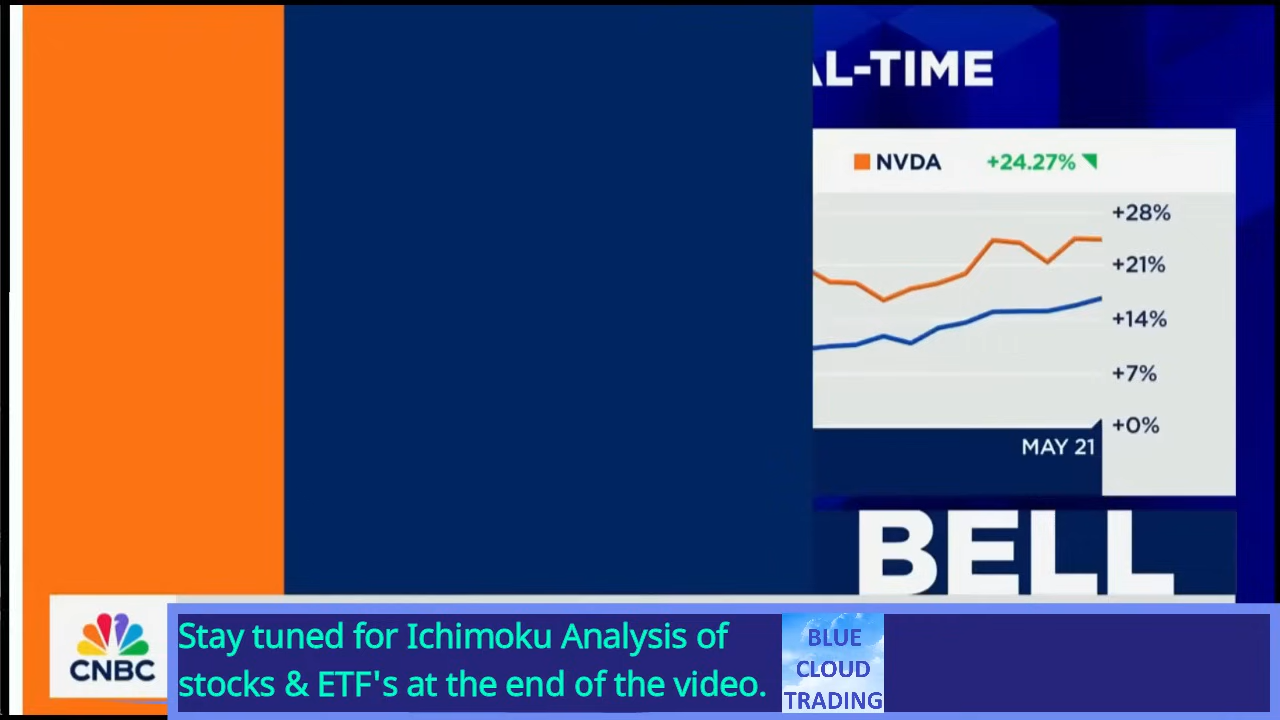 L-TIME
NVDA +24.27%
+28%
+21%
+14%
+7%
+0%
MAY 21
BELL
CNBC
Stay tuned for Ichimoku Analysis of
stocks & ETF's at the end of the video.
BLUE
CLOUD
TRADING